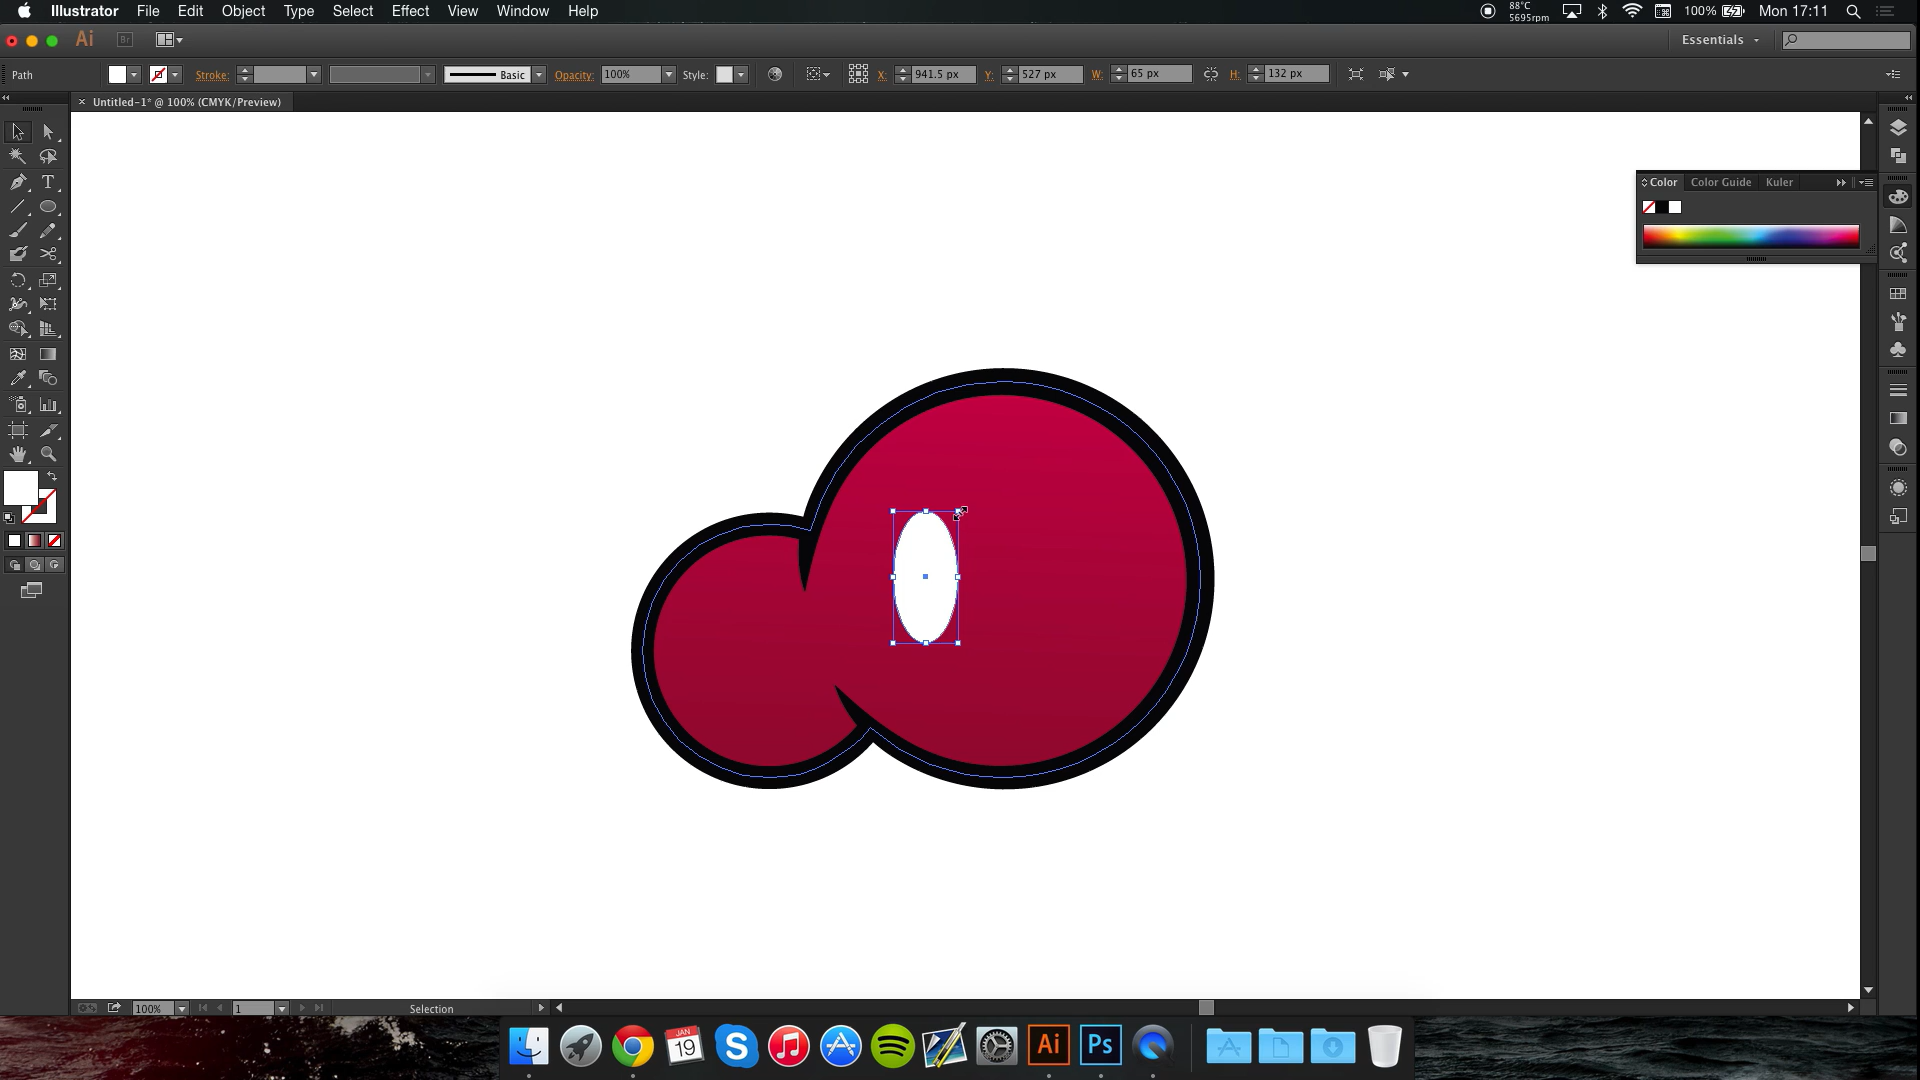 Illustrator File Edit Object Type Select Effect View Window Help 88°C 5695rpm 100% Mon 17:11
Ai Br Essentials
Path Stroke: Basic Opacity: 100% Style: X: 941.5 px Y: 527 px W: 65 px H: 132 px
× Untitled-1* @ 100% (CMYK/Preview)
T
Color Color Guide Kuler
100% 1 Selection
JAN
19
S
Ai
Ps